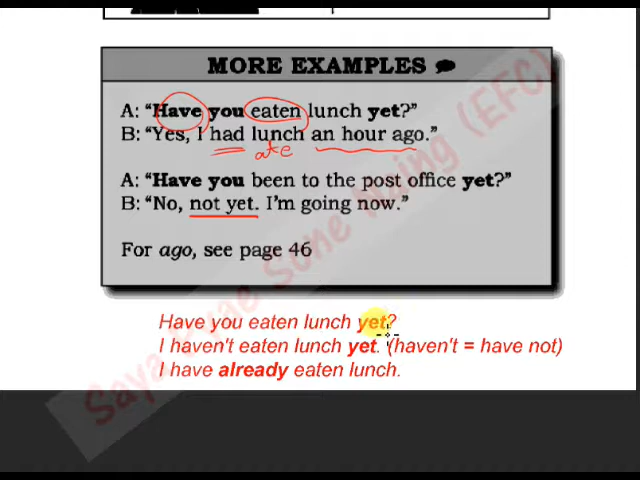 MORE EXAMPLES
A: "Have you eaten lunch yet?"
B: "Yes, I had lunch an hour ago."
ate
A: "Have you been to the post office yet?"
B: "No, not yet. I'm going now."
For ago, see page 46
Have you eaten lunch yet?
I haven't eaten lunch yet. (haven't = have not)
I have already eaten lunch.